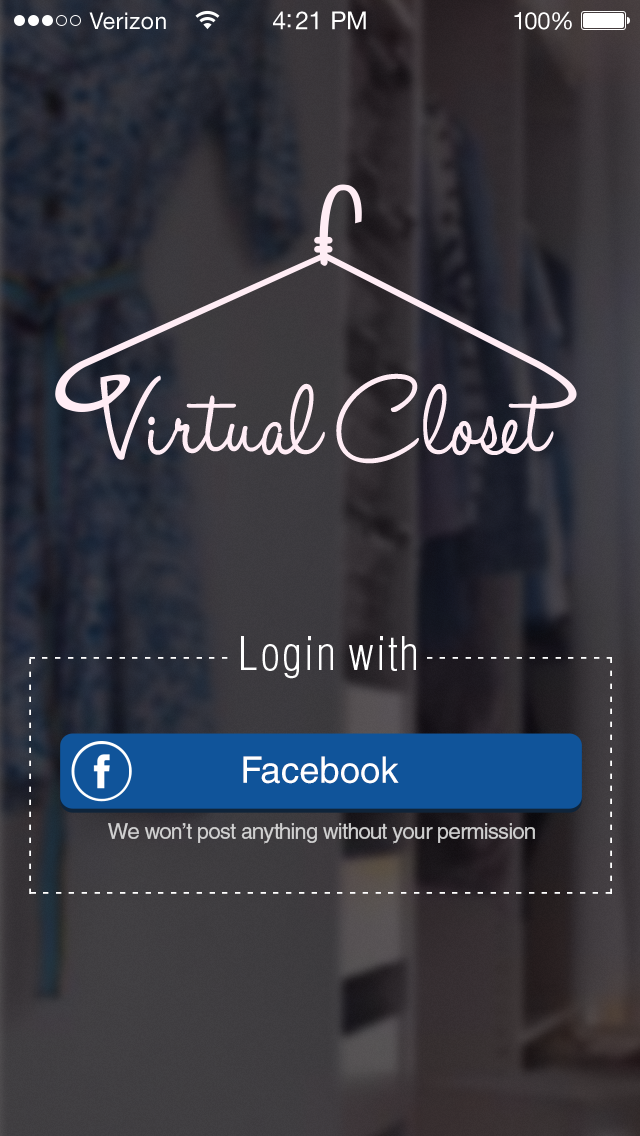 Verizon 4:21 PM 100%
Virtual Closet
Login with
f Facebook
We won't post anything without your permission